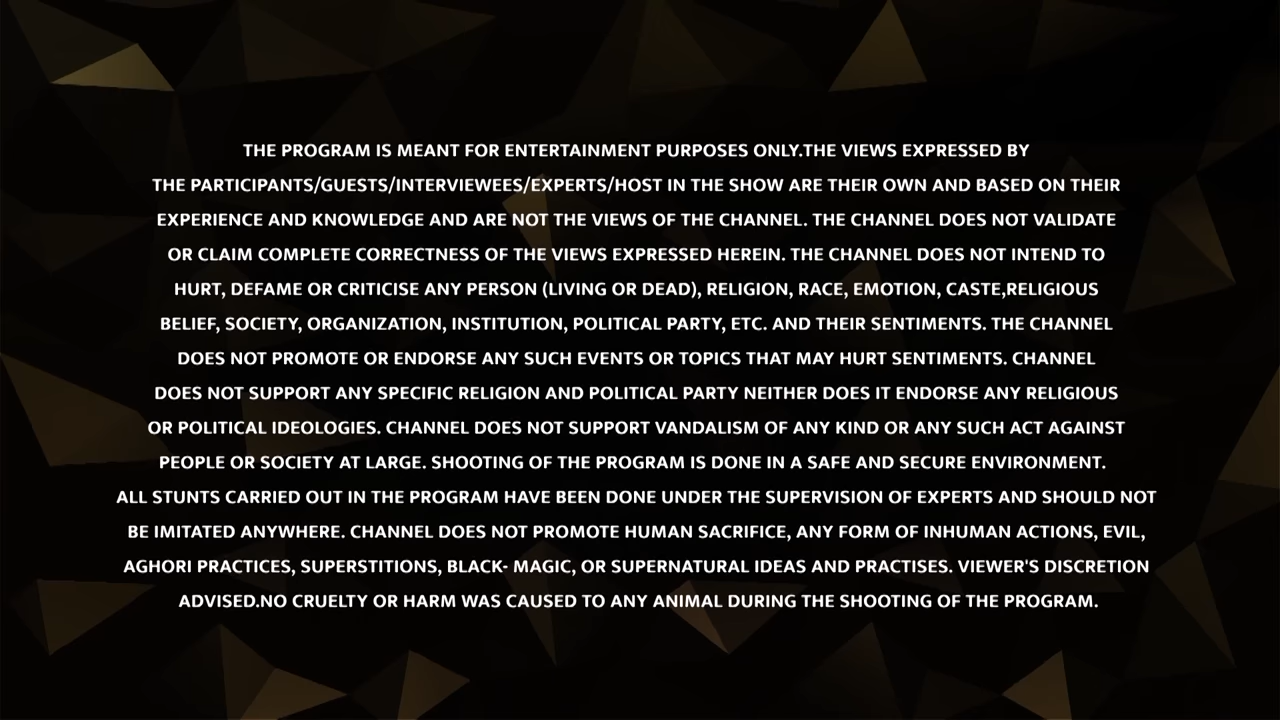 THE PROGRAM IS MEANT FOR ENTERTAINMENT PURPOSES ONLY.THE VIEWS EXPRESSED BY
THE PARTICIPANTS/GUESTS/INTERVIEWEES/EXPERTS/HOST IN THE SHOW ARE THEIR OWN AND BASED ON THEIR
EXPERIENCE AND KNOWLEDGE AND ARE NOT THE VIEWS OF THE CHANNEL. THE CHANNEL DOES NOT VALIDATE
OR CLAIM COMPLETE CORRECTNESS OF THE VIEWS EXPRESSED HEREIN. THE CHANNEL DOES NOT INTEND TO
HURT, DEFAME OR CRITICISE ANY PERSON (LIVING OR DEAD), RELIGION, RACE, EMOTION, CASTE,RELIGIOUS
BELIEF, SOCIETY, ORGANIZATION, INSTITUTION, POLITICAL PARTY, ETC. AND THEIR SENTIMENTS. THE CHANNEL
DOES NOT PROMOTE OR ENDORSE ANY SUCH EVENTS OR TOPICS THAT MAY HURT SENTIMENTS. CHANNEL
DOES NOT SUPPORT ANY SPECIFIC RELIGION AND POLITICAL PARTY NEITHER DOES IT ENDORSE ANY RELIGIOUS
OR POLITICAL IDEOLOGIES. CHANNEL DOES NOT SUPPORT VANDALISM OF ANY KIND OR ANY SUCH ACT AGAINST
PEOPLE OR SOCIETY AT LARGE. SHOOTING OF THE PROGRAM IS DONE IN A SAFE AND SECURE ENVIRONMENT.
ALL STUNTS CARRIED OUT IN THE PROGRAM HAVE BEEN DONE UNDER THE SUPERVISION OF EXPERTS AND SHOULD NOT
BE IMITATED ANYWHERE. CHANNEL DOES NOT PROMOTE HUMAN SACRIFICE, ANY FORM OF INHUMAN ACTIONS, EVIL,
AGHORI PRACTICES, SUPERSTITIONS, BLACK- MAGIC, OR SUPERNATURAL IDEAS AND PRACTISES. VIEWER'S DISCRETION
ADVISED.NO CRUELTY OR HARM WAS CAUSED TO ANY ANIMAL DURING THE SHOOTING OF THE PROGRAM.